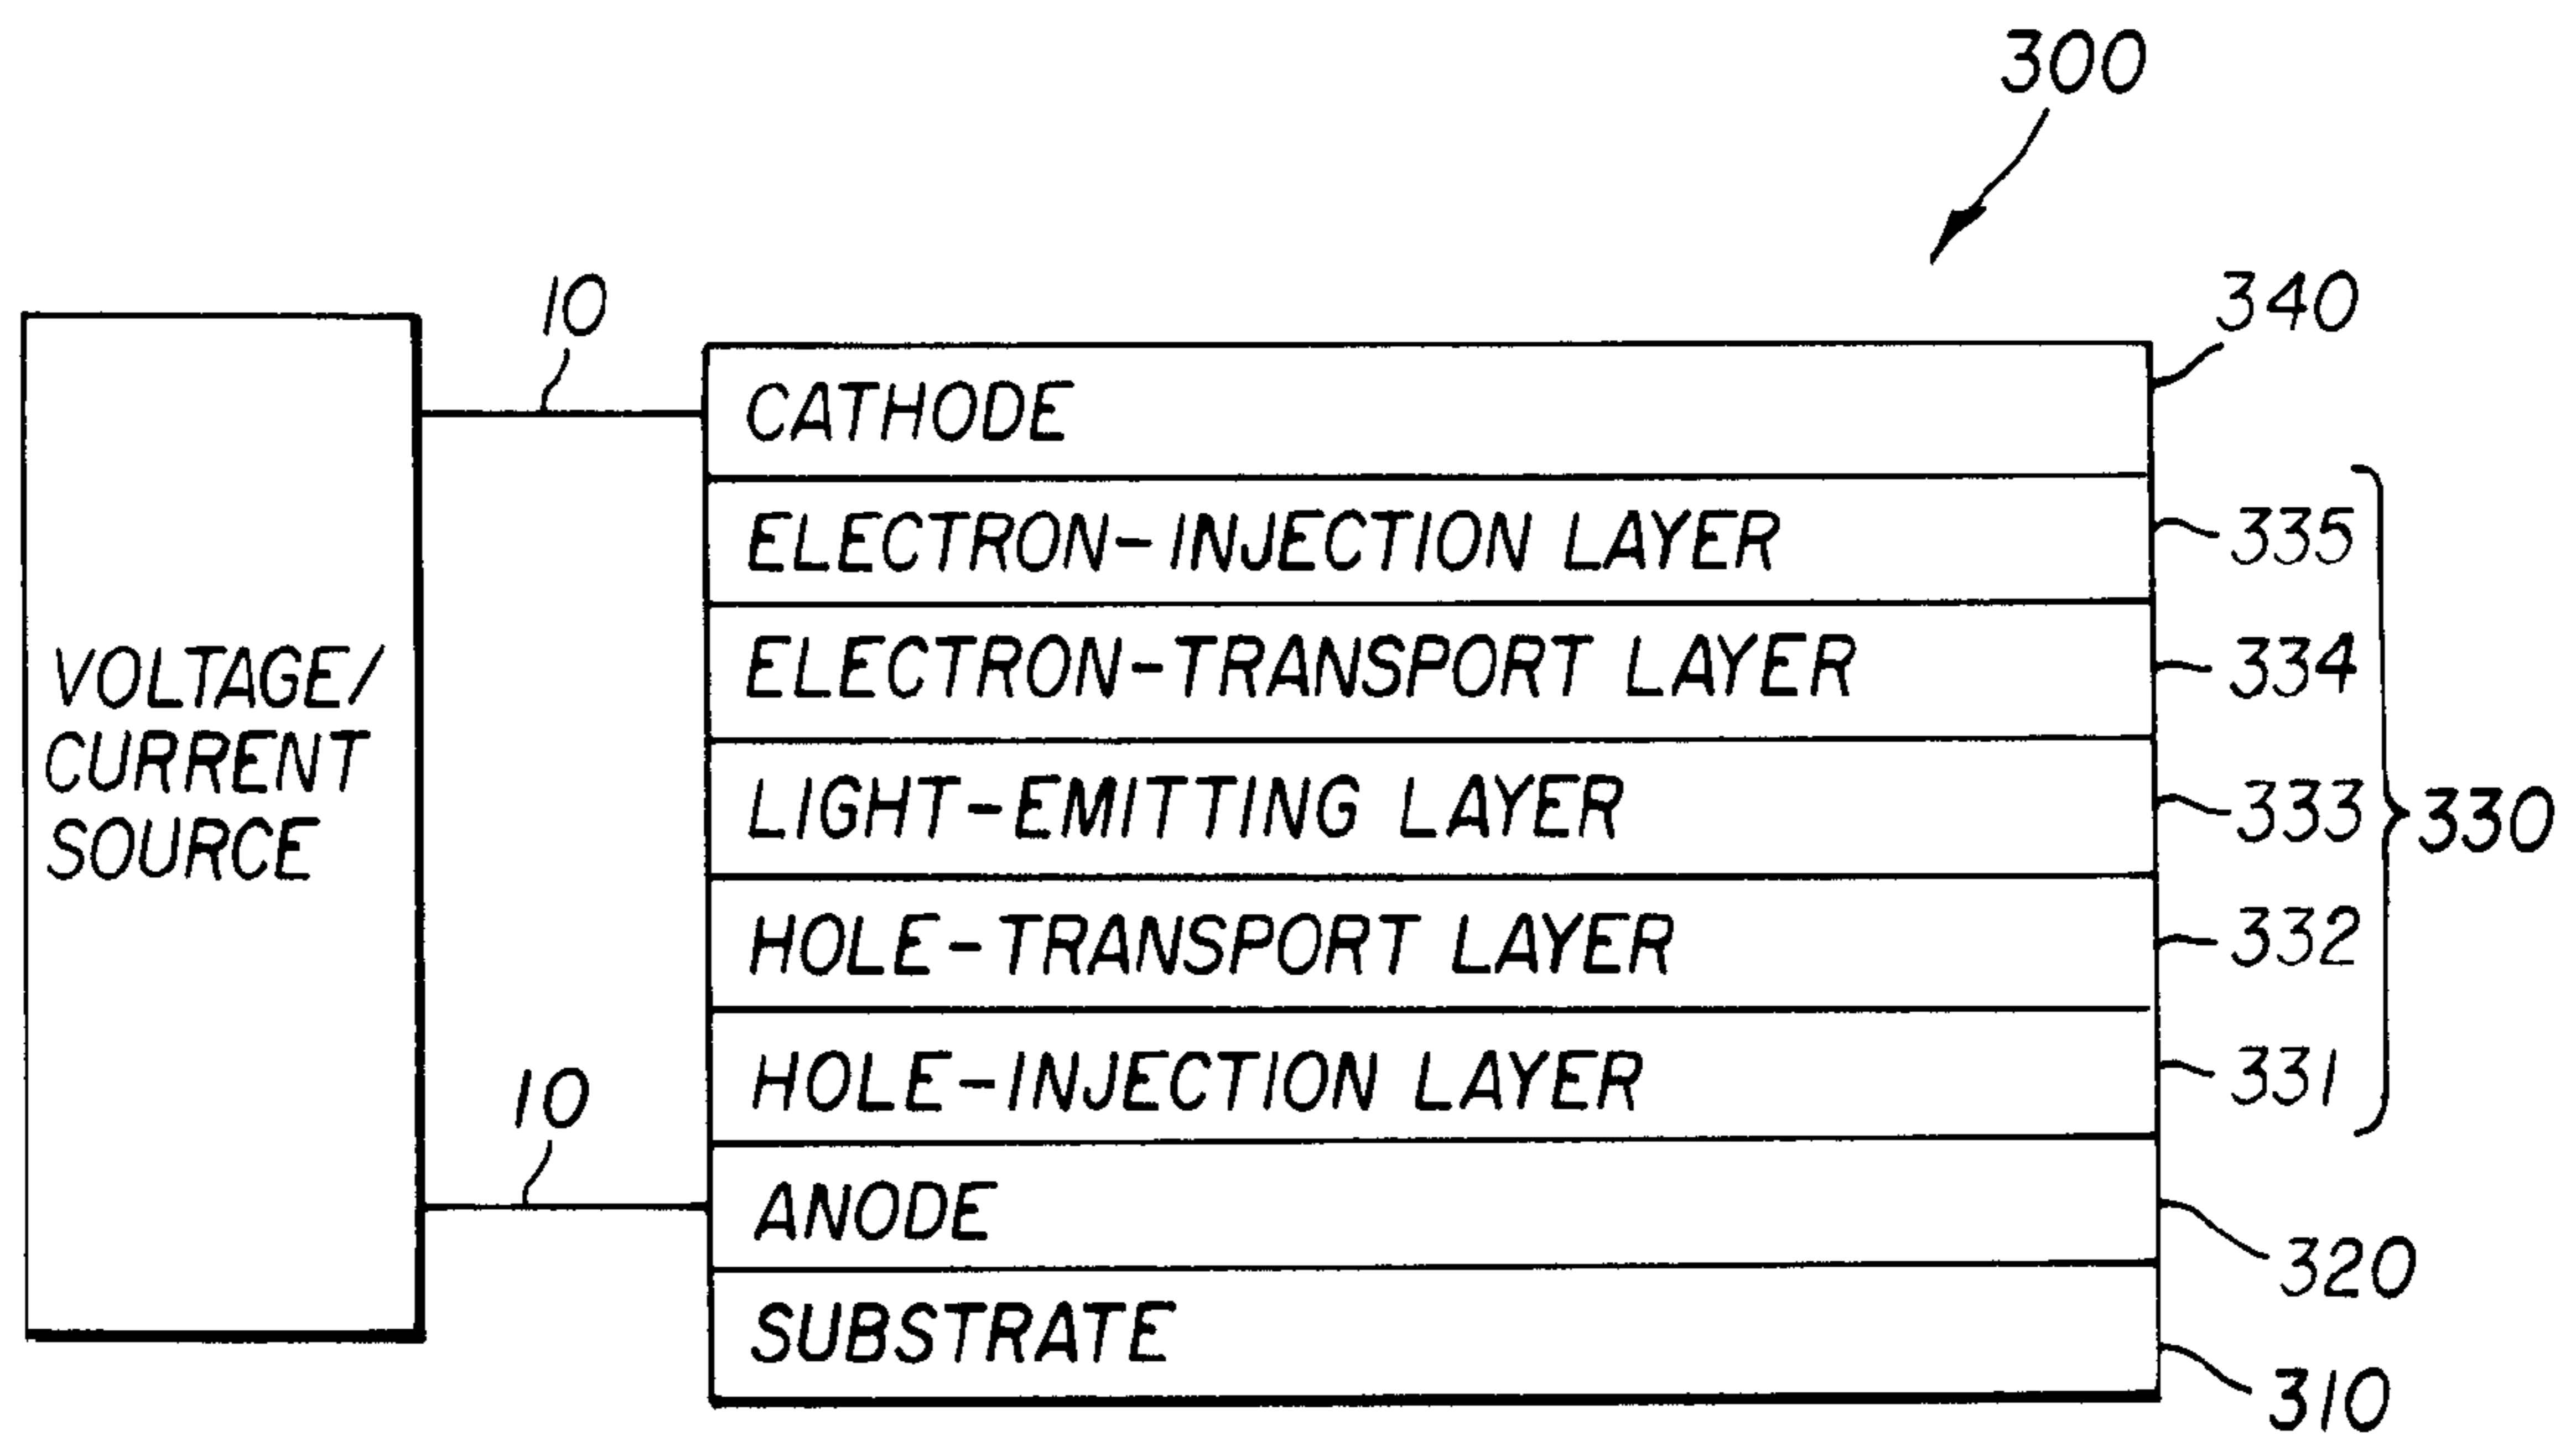 300
10
340
CATHODE
ELECTRON-INJECTION LAYER
335
ELECTRON-TRANSPORT LAYER
334
VOLTAGE/
CURRENT
SOURCE
LIGHT-EMITTING LAYER
333
330
HOLE-TRANSPORT LAYER
332
HOLE-INJECTION LAYER
331
10
ANODE
320
SUBSTRATE
310